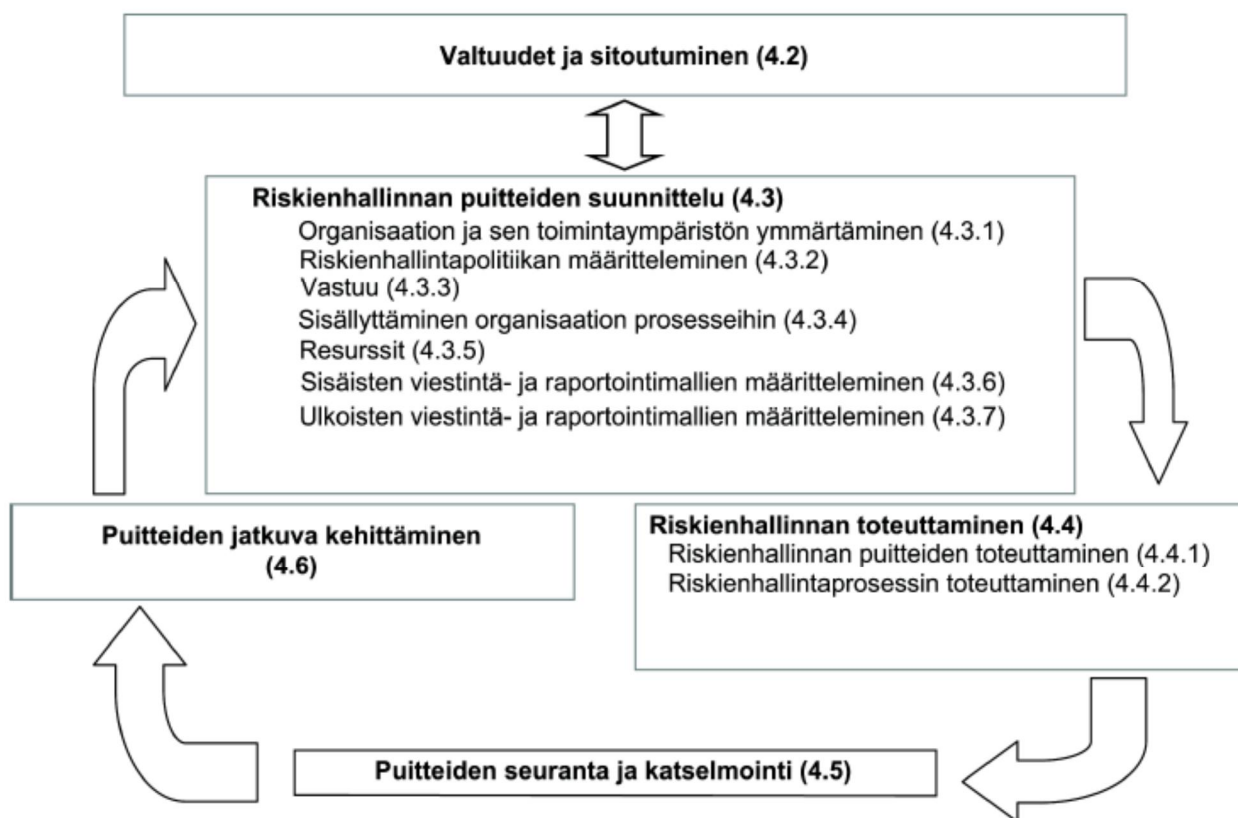 Valtuudet ja sitoutuminen (4.2)
Riskienhallinnan puitteiden suunnittelu (4.3)
Organisaation ja sen toimintaympäristön ymmärtäminen (4.3.1)
Riskienhallintapolitiikan määritteleminen (4.3.2)
Vastuu (4.3.3)
Sisällyttäminen organisaation prosesseihin (4.3.4)
Resurssit (4.3.5)
Sisäisten viestintä- ja raportointimallien määritteleminen (4.3.6)
Ulkoisten viestintä- ja raportointimallien määritteleminen (4.3.7)
Riskienhallinnan toteuttaminen (4.4)
Riskienhallinnan puitteiden toteuttaminen (4.4.1)
Riskienhallintaprosessin toteuttaminen (4.4.2)
Puitteiden seuranta ja katselmointi (4.5)
Puitteiden jatkuva kehittäminen
(4.6)